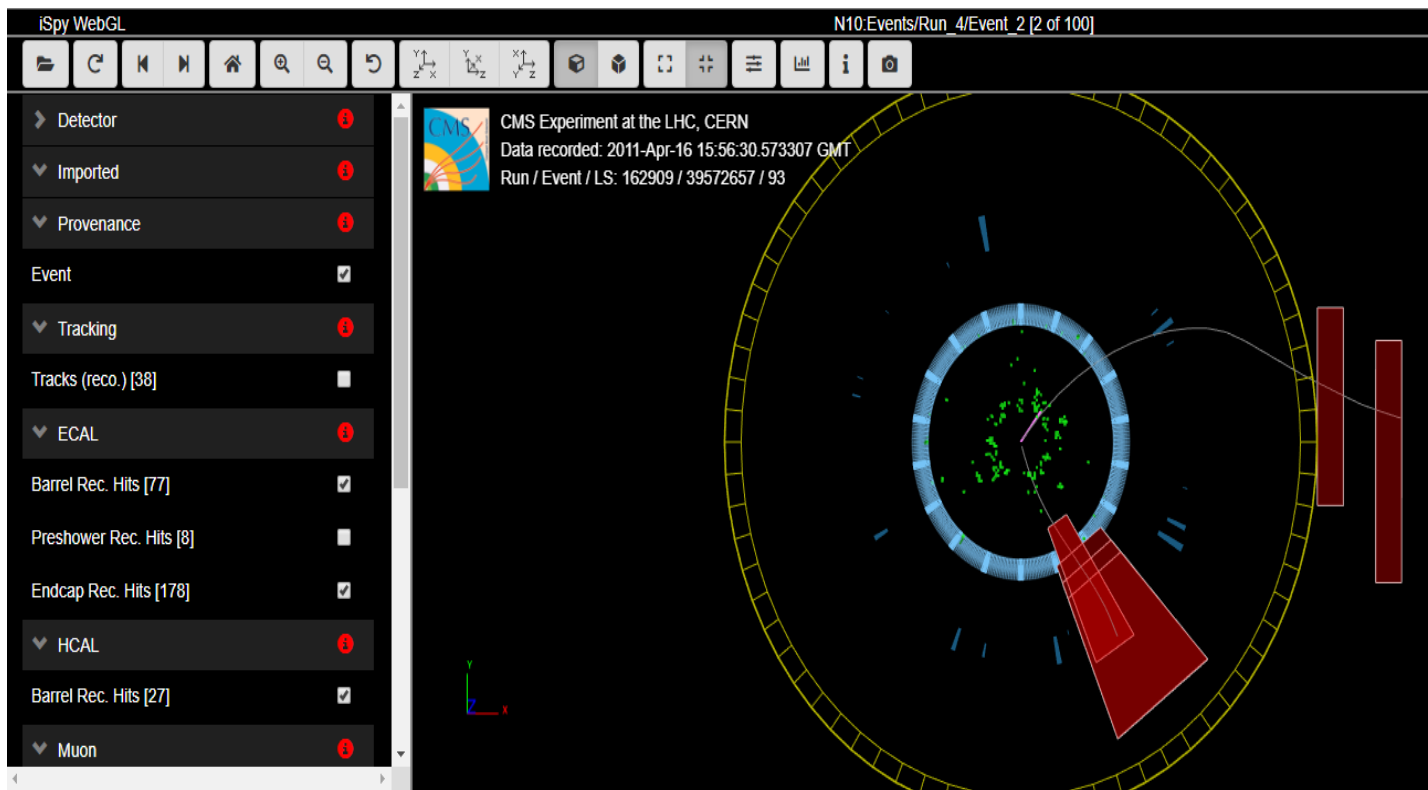 iSpy WebGL
N10:Events/Run_4/Event_2 [2 of 100]
Detector
Imported
Provenance
Event
Tracking
Tracks (reco.) [38]
ECAL
Barrel Rec. Hits [77]
Preshower Rec. Hits [8]
Endcap Rec. Hits [178]
HCAL
Barrel Rec. Hits [27]
Muon
CMS
CMS Experiment at the LHC, CERN
Data recorded: 2011-Apr-16 15:56:30.573307 GMT
Run / Event / LS: 162909 / 39572657 / 93
Y
Z
X